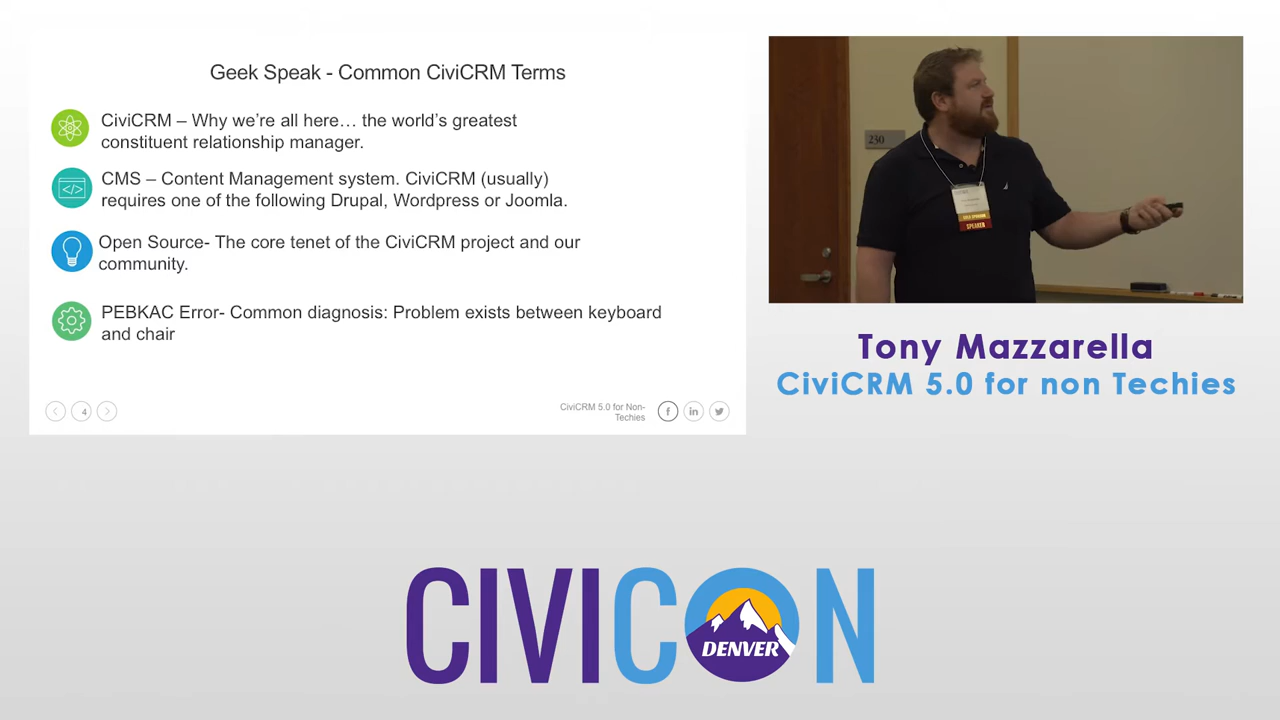 Geek Speak - Common CiviCRM Terms
CiviCRM – Why we're all here… the world's greatest
constituent relationship manager.
CMS – Content Management system. CiviCRM (usually)
requires one of the following Drupal, Wordpress or Joomla.
Open Source- The core tenet of the CiviCRM project and our
community.
PEBKAC Error- Common diagnosis: Problem exists between keyboard
and chair
4
CiviCRM 5.0 for Non-
Techies
230
SPEAKER
Tony Mazzarella
CiviCRM 5.0 for non Techies
CIVICON
DENVER